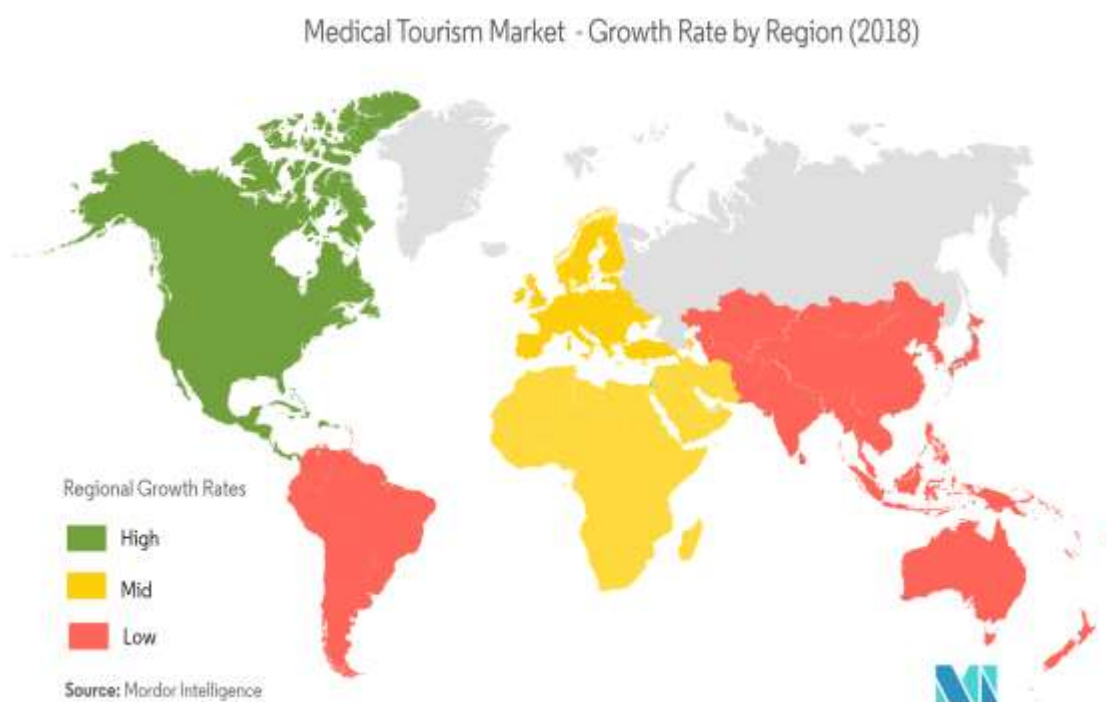 Medical Tourism Market - Growth Rate by Region (2018)
Regional Growth Rates
High
Mid
Low
Source: Mordor Intelligence